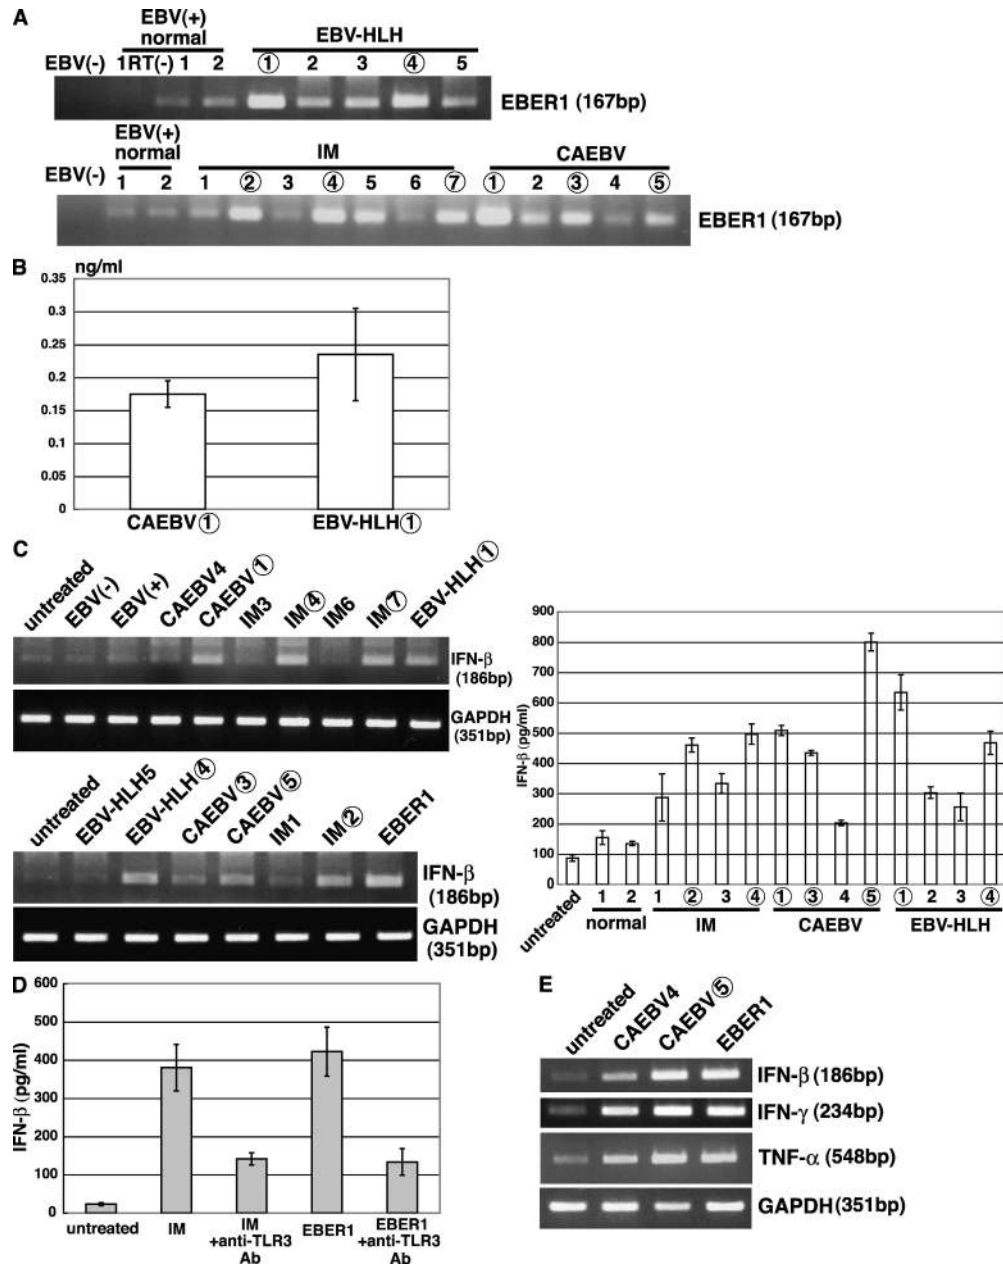 A
EBV(+)
normal
EBV-HLH
EBV(-) 1RT(-) 1 2 ① 2 3 ④ 5
EBER1 (167bp)
EBV(+)
normal
IM
CAEBV
EBV(-) 1 2 1 ② 3 ④ 5 6 ⑦ ① 2 ③ 4 ⑤
EBER1 (167bp)
B
ng/ml
0.35
0.3
0.25
0.2
0.15
0.1
0.05
0
CAEBV① EBV-HLH①
C
untreated EBV(-) EBV(+) CAEBV4 CAEBV① IM3 IM④ IM6 IM⑦ EBV-HLH①
IFN-β
(186bp)
GAPDH
(351bp)
untreated EBV-HLH5 EBV-HLH④ CAEBV③ CAEBV⑤ IM1 IM② EBER1
IFN-β
(186bp)
GAPDH
(351bp)
IFN-β (pg/ml)
900
800
700
600
500
400
300
200
100
0
untreated 1 2 1 ② 3 ④ ① ③ 4 ⑤ ① 2 3 ④
normal IM CAEBV EBV-HLH
D
IFN-β (pg/ml)
600
500
400
300
200
100
0
untreated IM IM +anti-TLR3 Ab EBER1 EBER1 +anti-TLR3 Ab
E
untreated CAEBV4 CAEBV⑤ EBER1
IFN-β (186bp)
IFN-γ (234bp)
TNF-α (548bp)
GAPDH (351bp)